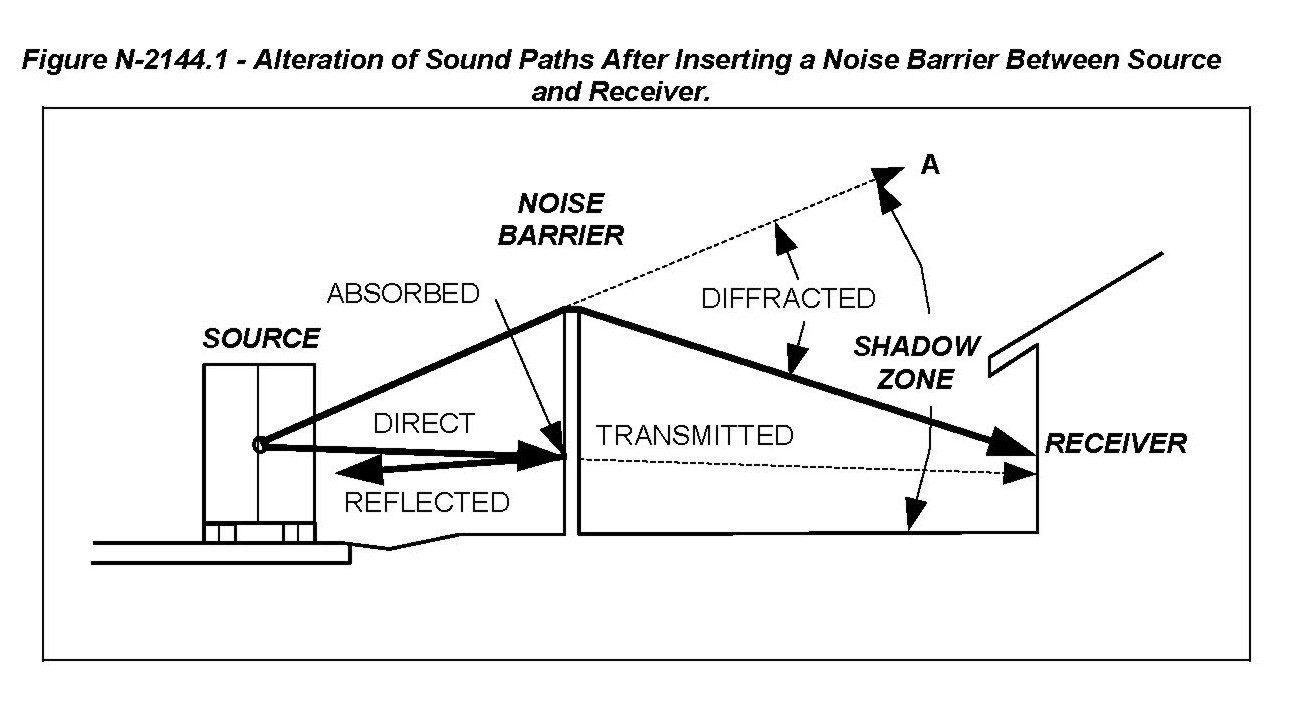 Figure N-2144.1 - Alteration of Sound Paths After Inserting a Noise Barrier Between Source
and Receiver.
A
NOISE
BARRIER
ABSORBED
DIFFRACTED
SOURCE
SHADOW
ZONE
DIRECT
TRANSMITTED
RECEIVER
REFLECTED